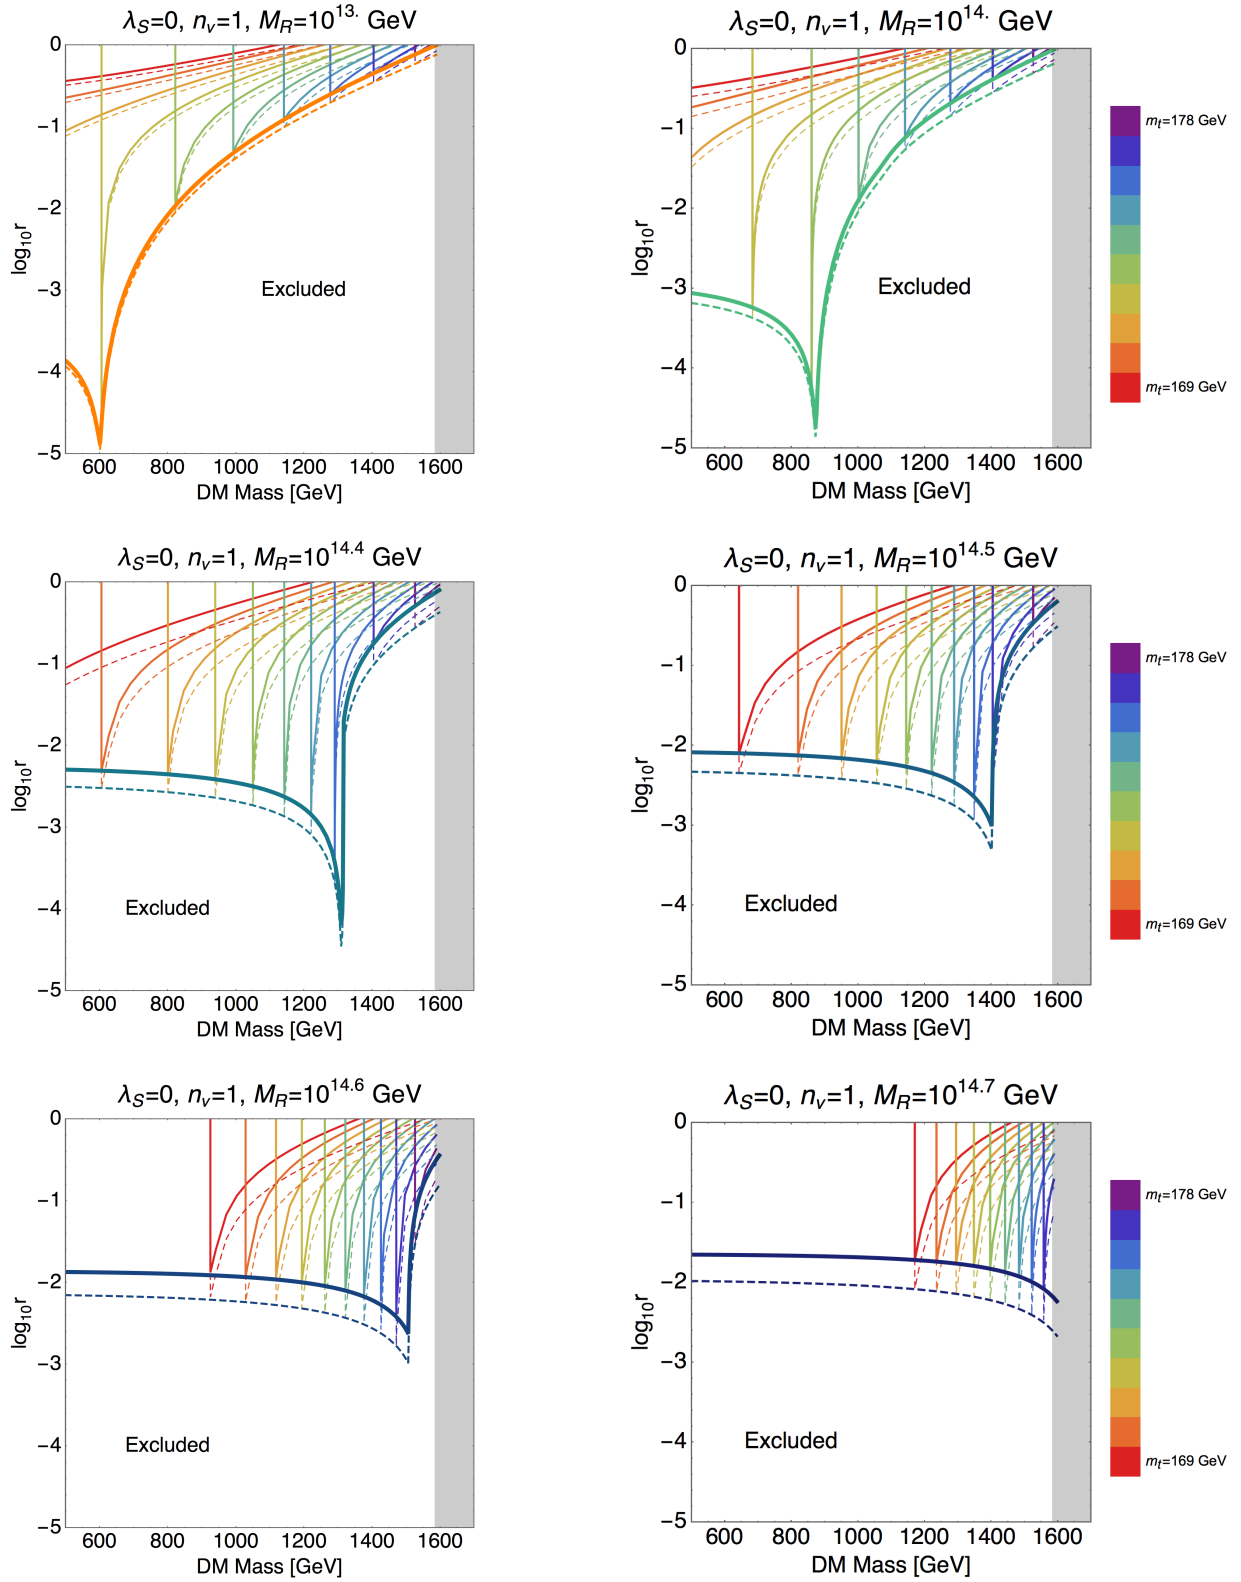 λS=0, nν=1, MR=10^13. GeV
0
−1
−2
−3
−4
−5
log10r
Excluded
600 800 1000 1200 1400 1600
DM Mass [GeV]
λS=0, nν=1, MR=10^14. GeV
0
−1
−2
−3
−4
−5
log10r
Excluded
600 800 1000 1200 1400 1600
DM Mass [GeV]
mt=178 GeV
mt=169 GeV
λS=0, nν=1, MR=10^14.4 GeV
0
−1
−2
−3
−4
−5
log10r
Excluded
600 800 1000 1200 1400 1600
DM Mass [GeV]
λS=0, nν=1, MR=10^14.5 GeV
0
−1
−2
−3
−4
−5
log10r
Excluded
600 800 1000 1200 1400 1600
DM Mass [GeV]
mt=178 GeV
mt=169 GeV
λS=0, nν=1, MR=10^14.6 GeV
0
−1
−2
−3
−4
−5
log10r
Excluded
600 800 1000 1200 1400 1600
DM Mass [GeV]
λS=0, nν=1, MR=10^14.7 GeV
0
−1
−2
−3
−4
−5
log10r
Excluded
600 800 1000 1200 1400 1600
DM Mass [GeV]
mt=178 GeV
mt=169 GeV